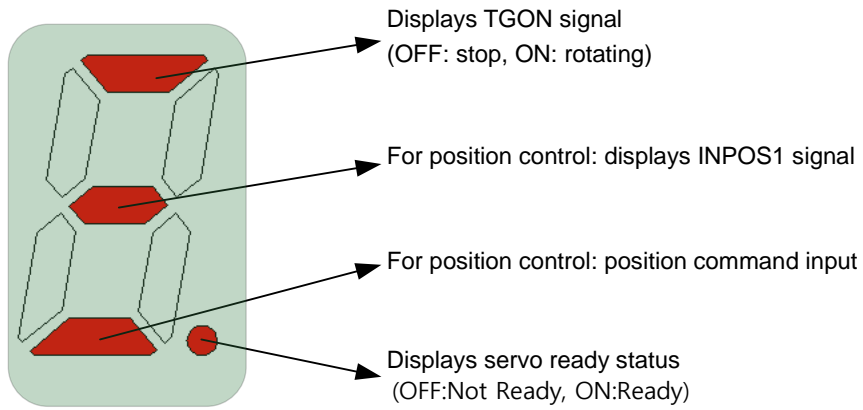 Displays TGON signal
(OFF: stop, ON: rotating)
For position control: displays INPOS1 signal
For position control: position command input
Displays servo ready status
(OFF:Not Ready, ON:Ready)